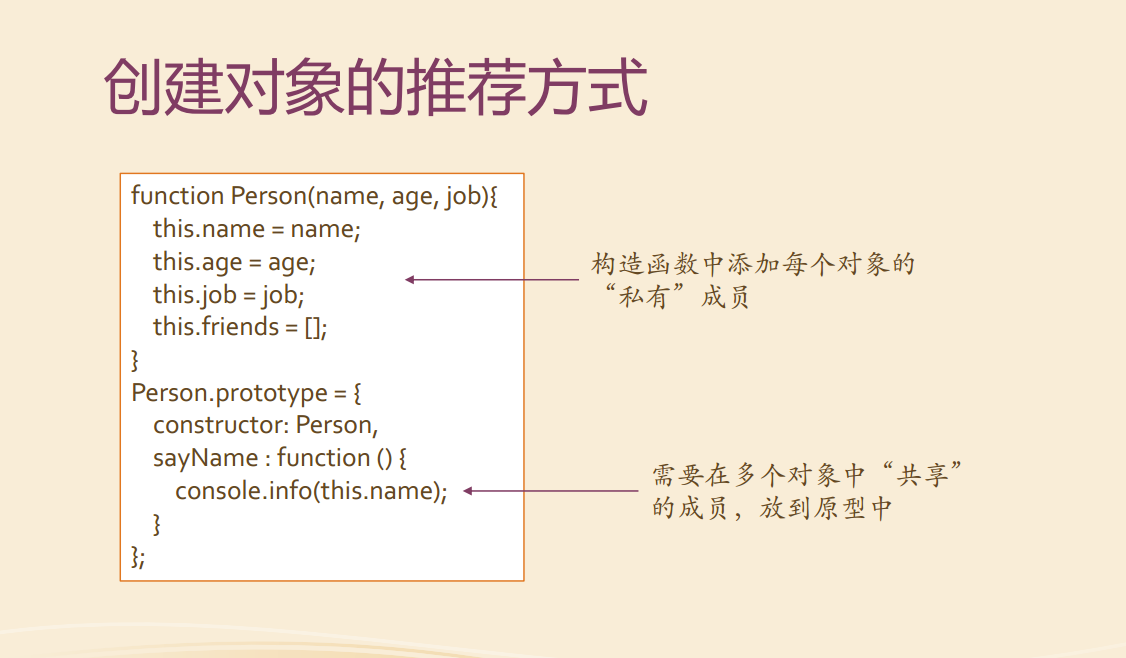 创建对象的推荐方式
function Person(name, age, job){
this.name = name;
this.age = age;
this.job = job;
this.friends = [];
}
Person.prototype = {
constructor: Person,
sayName : function () {
console.info(this.name);
}
};
构造函数中添加每个对象的
“私有”成员
需要在多个对象中“共享”
的成员，放到原型中